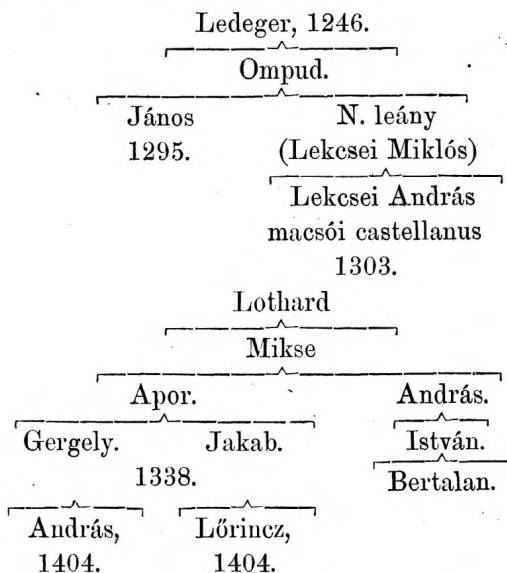 Ledeger, 1246.
Ompud.
János N. leány
1295. (Lekcsei Miklós)
Lekcsei András
macsói castellanus
1303.
Lothard
Mikse
Apor. András.
Gergely. Jakab. István.
1338. Bertalan.
András, Lőrincz,
1404. 1404.